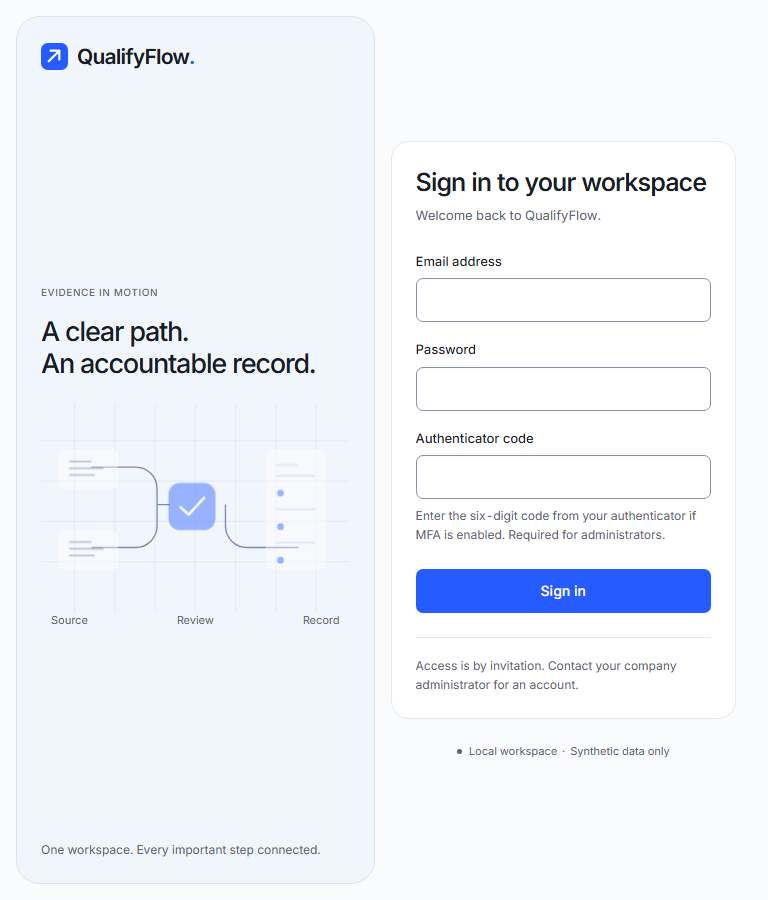 QualifyFlow.
EVIDENCE IN MOTION
A clear path.
An accountable record.
Source
Review
Record
One workspace. Every important step connected.
Sign in to your workspace
Welcome back to QualifyFlow.
Email address
Password
Authenticator code
Enter the six-digit code from your authenticator if
MFA is enabled. Required for administrators.
Sign in
Access is by invitation. Contact your company
administrator for an account.
Local workspace · Synthetic data only